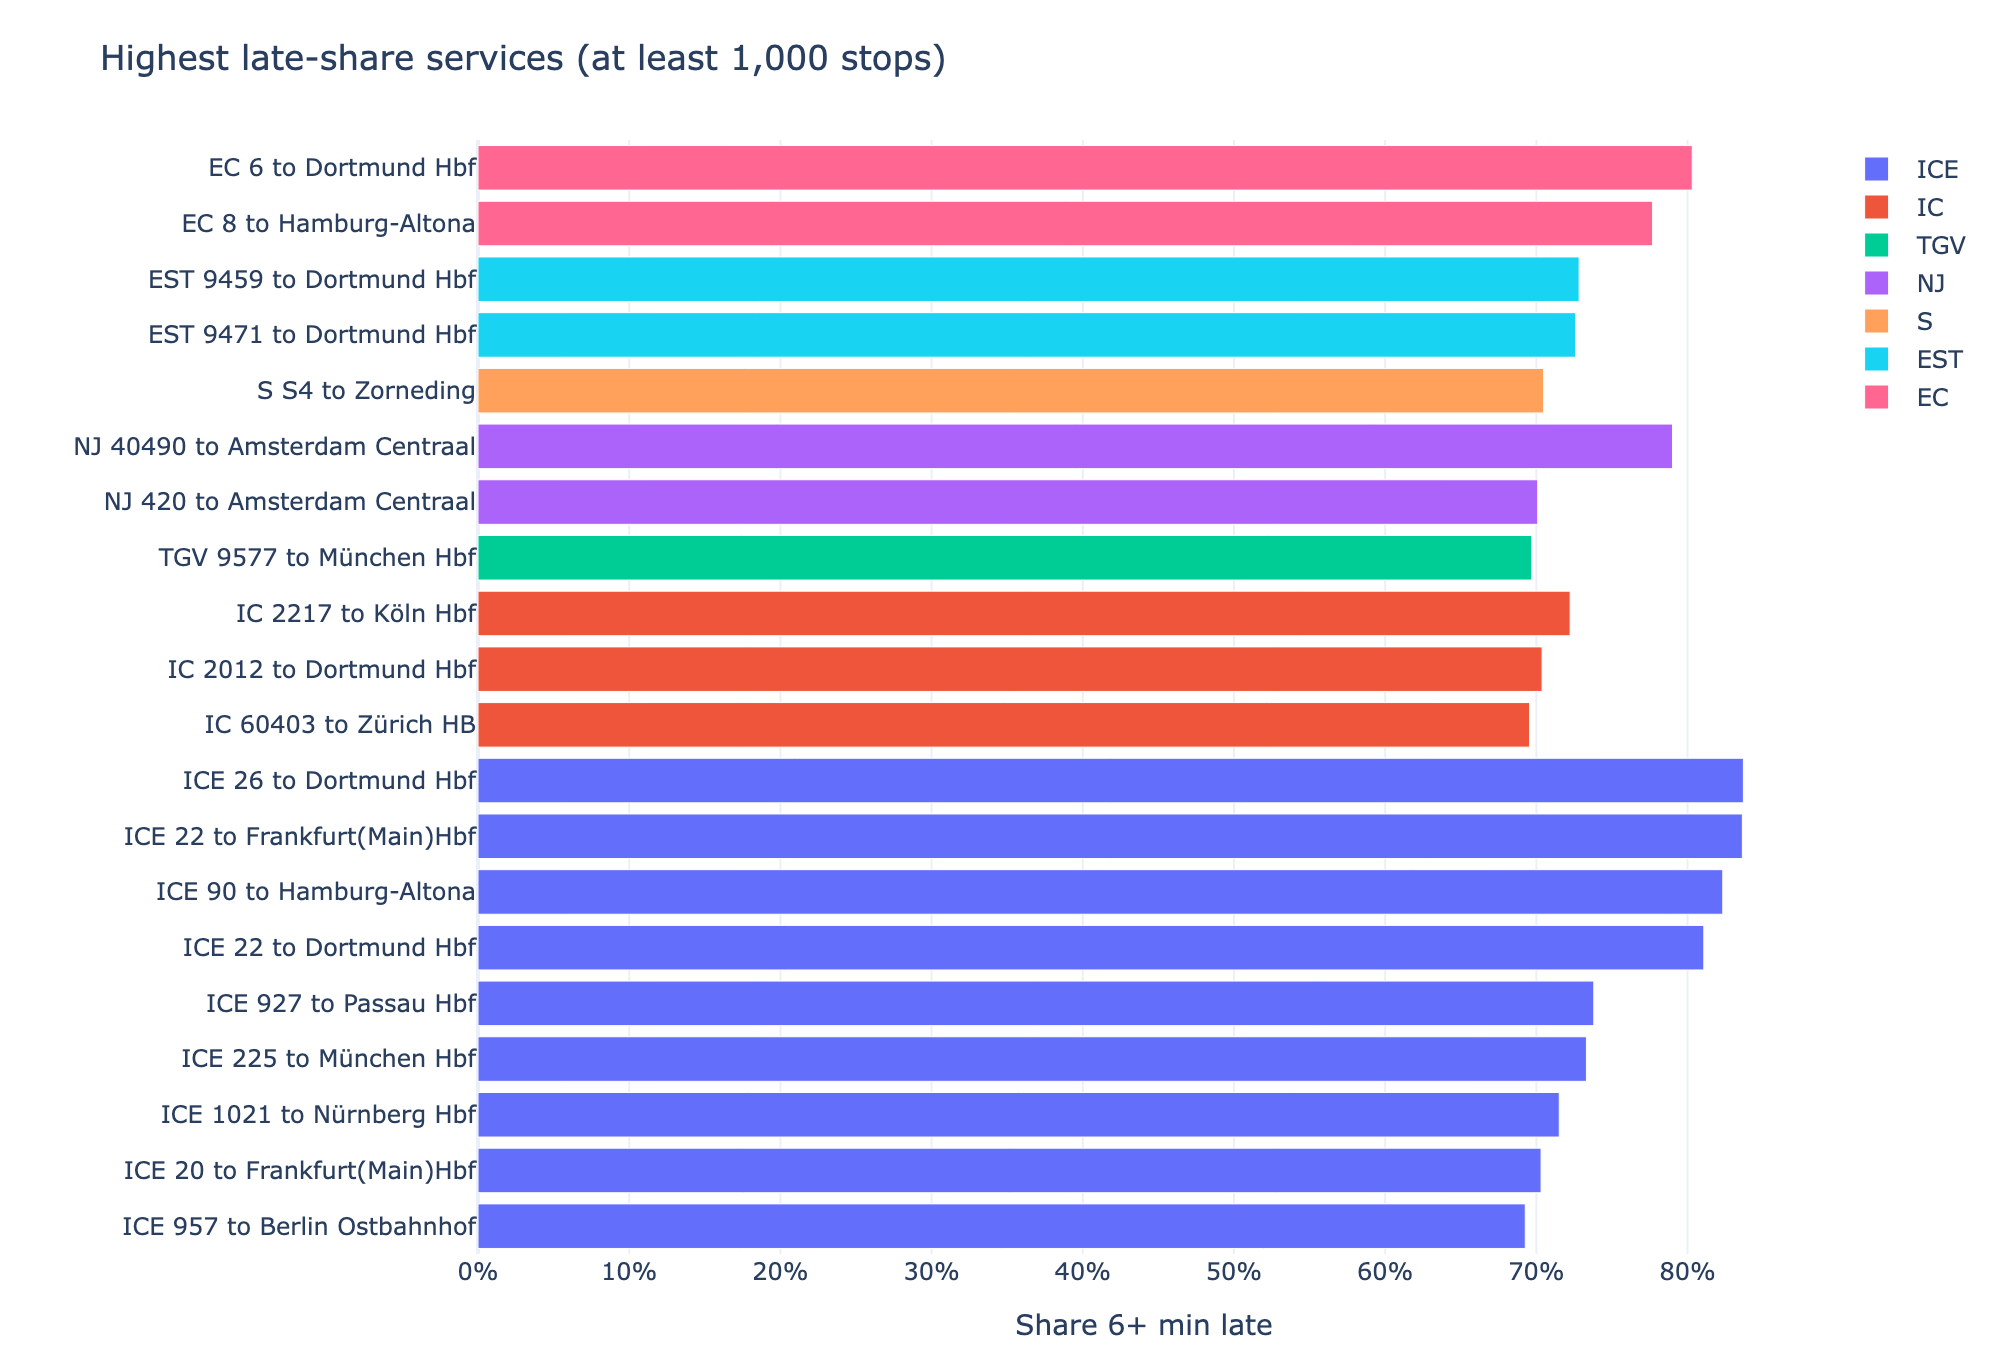 Highest late-share services (at least 1,000 stops)
EC 6 to Dortmund Hbf
EC 8 to Hamburg-Altona
EST 9459 to Dortmund Hbf
EST 9471 to Dortmund Hbf
S S4 to Zorneding
NJ 40490 to Amsterdam Centraal
NJ 420 to Amsterdam Centraal
TGV 9577 to München Hbf
IC 2217 to Köln Hbf
IC 2012 to Dortmund Hbf
IC 60403 to Zürich HB
ICE 26 to Dortmund Hbf
ICE 22 to Frankfurt(Main)Hbf
ICE 90 to Hamburg-Altona
ICE 22 to Dortmund Hbf
ICE 927 to Passau Hbf
ICE 225 to München Hbf
ICE 1021 to Nürnberg Hbf
ICE 20 to Frankfurt(Main)Hbf
ICE 957 to Berlin Ostbahnhof
0% 10% 20% 30% 40% 50% 60% 70% 80%
Share 6+ min late
ICE
IC
TGV
NJ
S
EST
EC